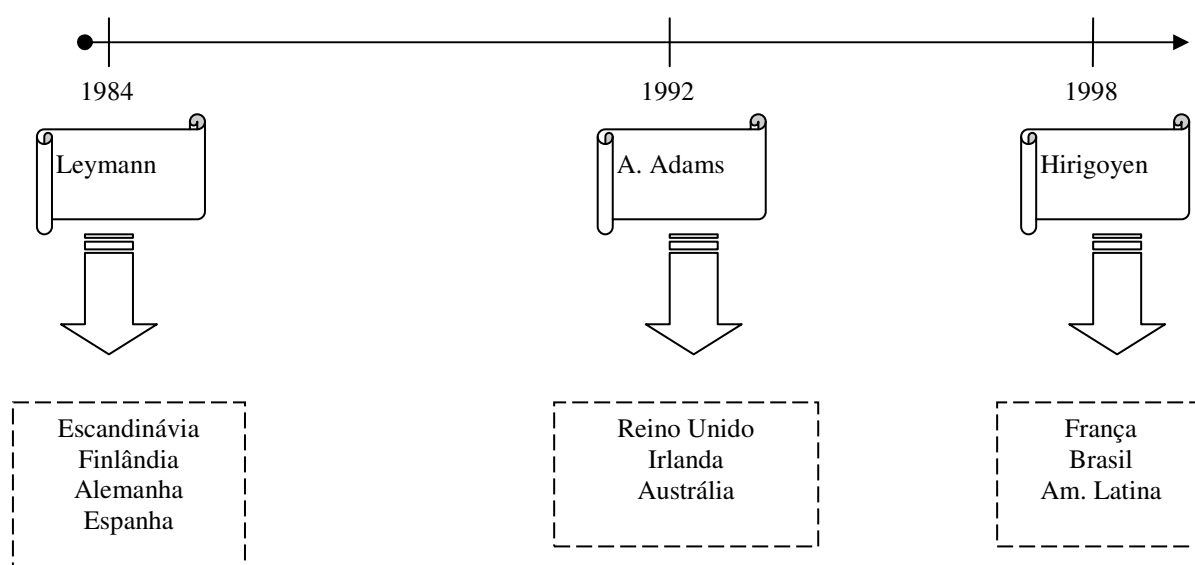 1984
1992
1998
Leymann
A. Adams
Hirigoyen
Escandinávia
Finlândia
Alemanha
Espanha
Reino Unido
Irlanda
Austrália
França
Brasil
Am. Latina